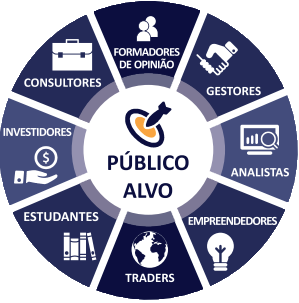 FORMADORES
DE OPINIÃO
GESTORES
ANALISTAS
EMPREENDEDORES
TRADERS
ESTUDANTES
INVESTIDORES
CONSULTORES
PÚBLICO
ALVO